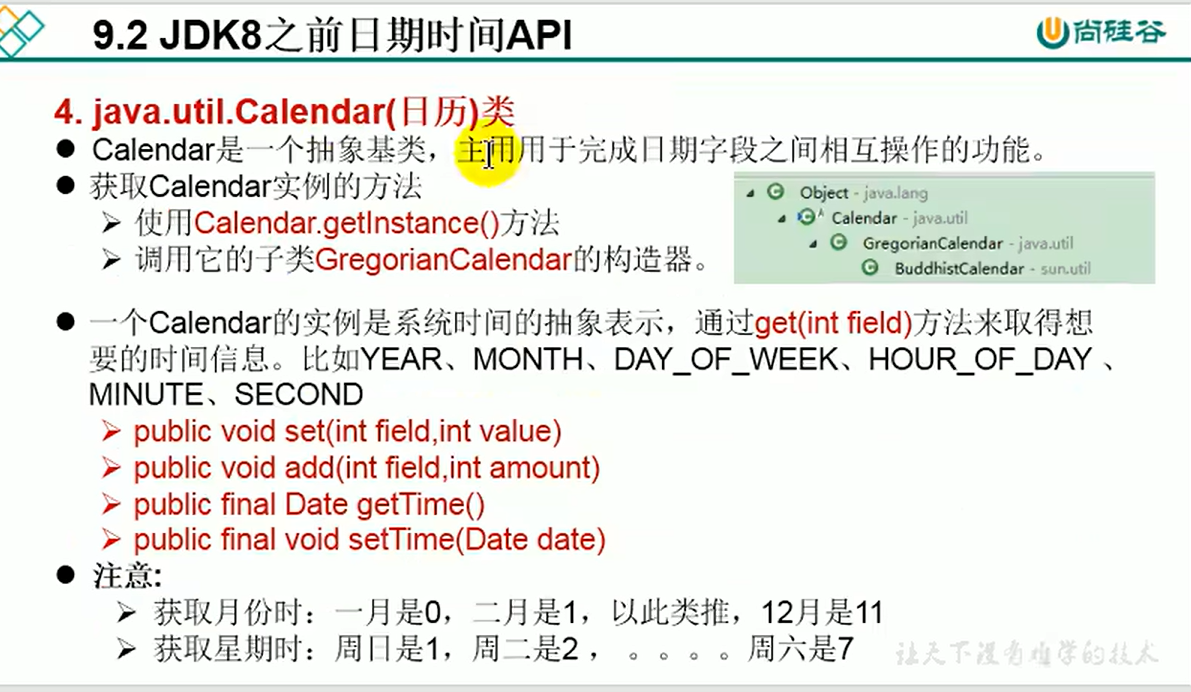 9.2 JDK8之前日期时间API
尚硅谷
4. java.util.Calendar(日历)类
● Calendar是一个抽象基类，主用用于完成日期字段之间相互操作的功能。
● 获取Calendar实例的方法
➢ 使用Calendar.getInstance()方法
➢ 调用它的子类GregorianCalendar的构造器。
Object - java.lang
Calendar - java.util
GregorianCalendar - java.util
BuddhistCalendar - sun.util
● 一个Calendar的实例是系统时间的抽象表示，通过get(int field)方法来取得想
要的时间信息。比如YEAR、MONTH、DAY_OF_WEEK、HOUR_OF_DAY 、
MINUTE、SECOND
➢ public void set(int field,int value)
➢ public void add(int field,int amount)
➢ public final Date getTime()
➢ public final void setTime(Date date)
● 注意:
➢ 获取月份时：一月是0，二月是1，以此类推，12月是11
➢ 获取星期时：周日是1，周二是2 ， 。。。。周六是7
让天下没有难学的技术